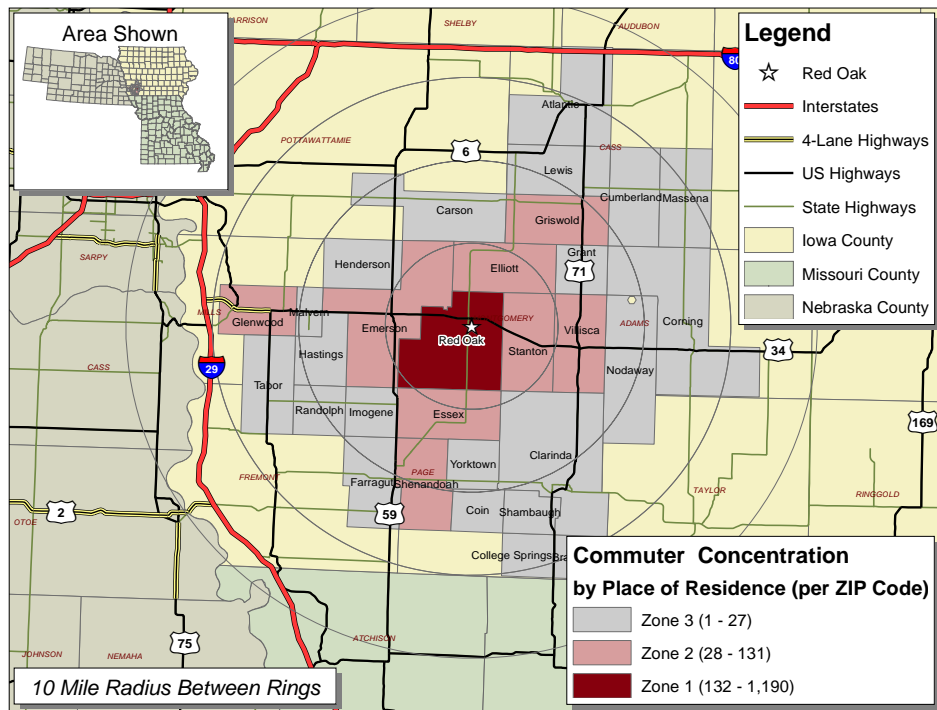 Area Shown
ARRISON
SHELBY
AUDUBON
80
Legend
Red Oak
Interstates
4-Lane Highways
US Highways
State Highways
Iowa County
Missouri County
Nebraska County
Atlantic
POTTAWATTAMIE
6
CASS
Lewis
Cumberland
Massena
Carson
Griswold
SARPY
Henderson
Elliott
Grant
71
MILLS
Malvern
Glenwood
Emerson
OMERY
Red Oak
Villisca
ADAMS
Corning
Stanton
34
Hastings
CASS
29
Tabor
Nodaway
Randolph
Imogene
Essex
169
Clarinda
Yorktown
PAGE
FREMONT
Farragut
Shenandoah
TAYLOR
RINGGOLD
2
OTOE
59
Coin
Shambaugh
College Springs
Bra
Commuter Concentration
by Place of Residence (per ZIP Code)
Zone 3 (1 - 27)
Zone 2 (28 - 131)
Zone 1 (132 - 1,190)
75
ATCHISON
JOHNSON
NEMAHA
10 Mile Radius Between Rings